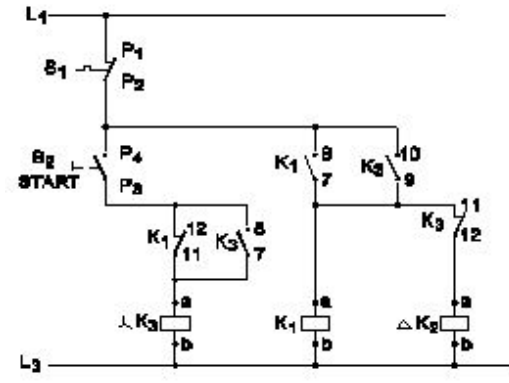 L1
P1
S1
P2
S2 P4
START P3
K1 8
7
K2 10
9
K1 12
11
K3 8
7
K3 11
12
a
⅄ K3
b
a
K1
b
a
△ K2
b
L3